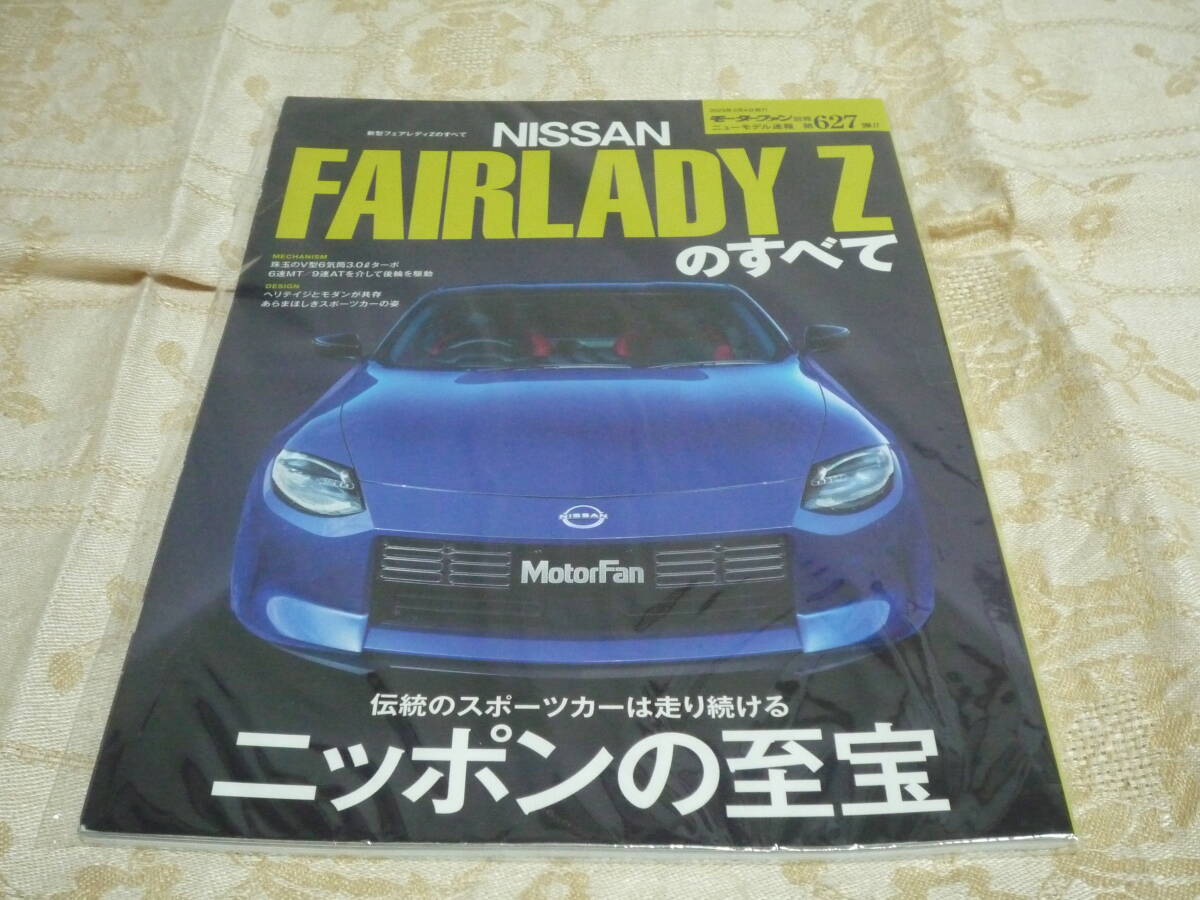 モーターファン別冊
ニューモデル速報 第627弾!!
新型フェアレディZのすべて
NISSAN
FAIRLADY Z
のすべて
MECHANISM
珠玉のV型6気筒3.0ℓターボ
6速MT/9速ATを介して後輪を駆動
DESIGN
ヘリテイジとモダンが共存
あらまほしきスポーツカーの姿
NISSAN
MotorFan
伝統のスポーツカーは走り続ける
ニッポンの至宝